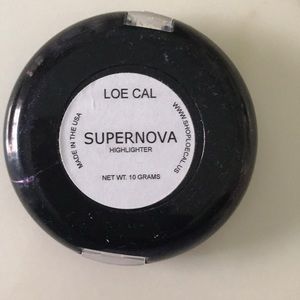 LOE CAL
SUPERNOVA
HIGHLIGHTER
NET WT. 10 GRAMS
MADE IN THE USA
WWW.SHOPLOECAL.US